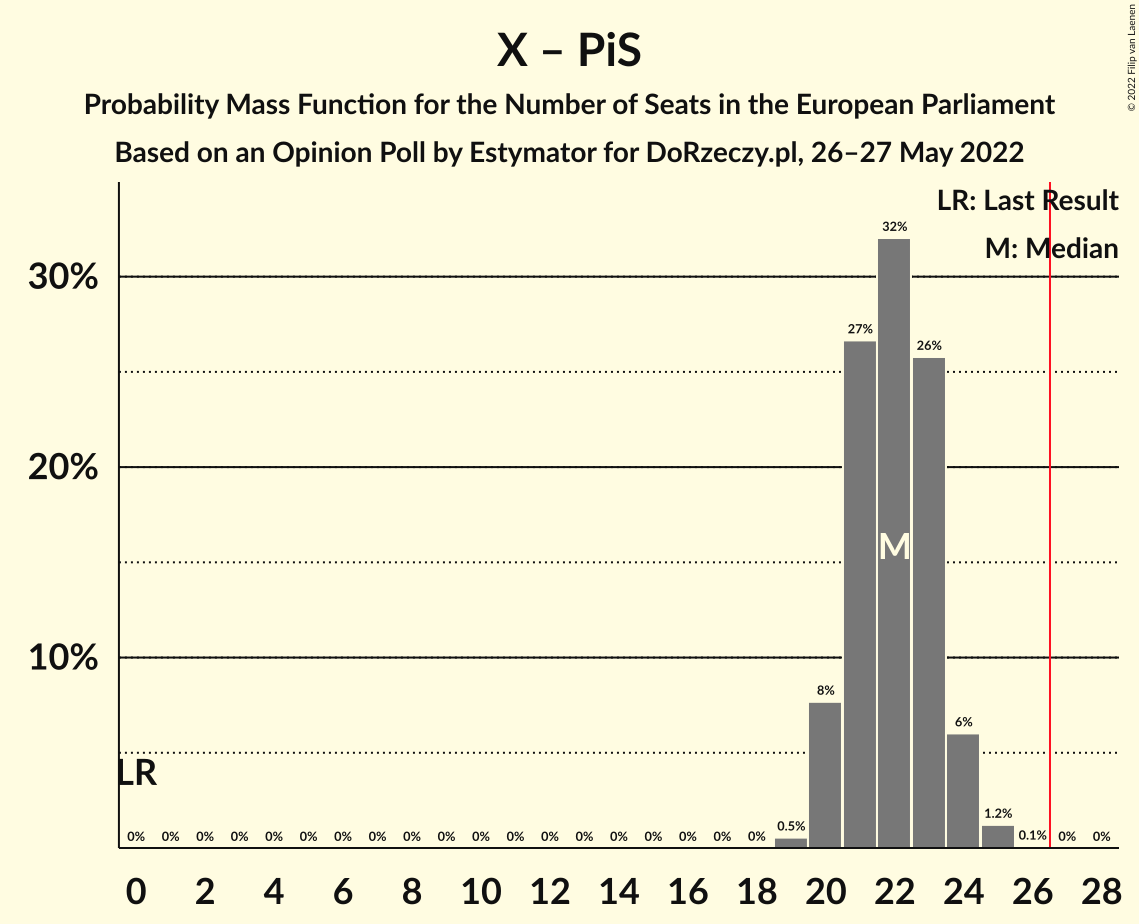 X – PiS
Probability Mass Function for the Number of Seats in the European Parliament
Based on an Opinion Poll by Estymator for DoRzeczy.pl, 26–27 May 2022
© 2022 Filip van Laenen
LR: Last Result
M: Median
32%
30%
27%
26%
20%
M
10%
8%
6%
LR
0% 0% 0% 0% 0% 0% 0% 0% 0% 0% 0% 0% 0% 0% 0% 0% 0% 0% 0% 0.5% 1.2% 0.1% 0% 0%
0 2 4 6 8 10 12 14 16 18 20 22 24 26 28